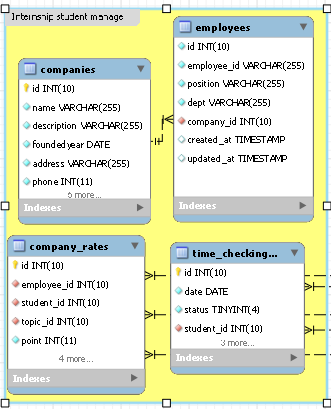 Internship student manage
companies
id INT(10)
name VARCHAR(255)
description VARCHAR(255)
foundedyear DATE
address VARCHAR(255)
phone INT(11)
5 more...
Indexes
employees
id INT(10)
employee_id VARCHAR(255)
position VARCHAR(255)
dept VARCHAR(255)
company_id INT(10)
created_at TIMESTAMP
updated_at TIMESTAMP
Indexes
company_rates
id INT(10)
employee_id INT(10)
student_id INT(10)
topic_id INT(10)
point INT(11)
4 more...
Indexes
time_checking...
id INT(10)
date DATE
status TINYINT(4)
student_id INT(10)
3 more...
Indexes